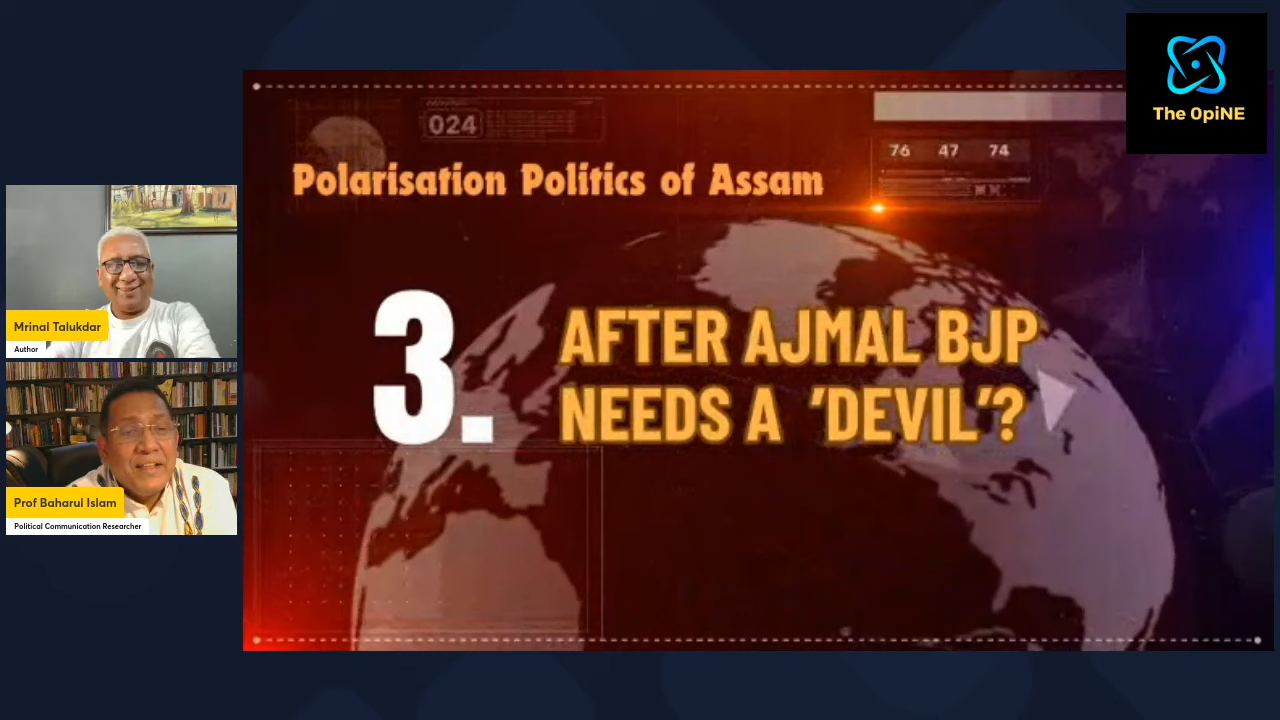 The OpiNE
024
76 47 74
Polarisation Politics of Assam
3. AFTER AJMAL BJP
NEEDS A 'DEVIL'?
Mrinal Talukdar
Author
Prof Baharul Islam
Political Communication Researcher